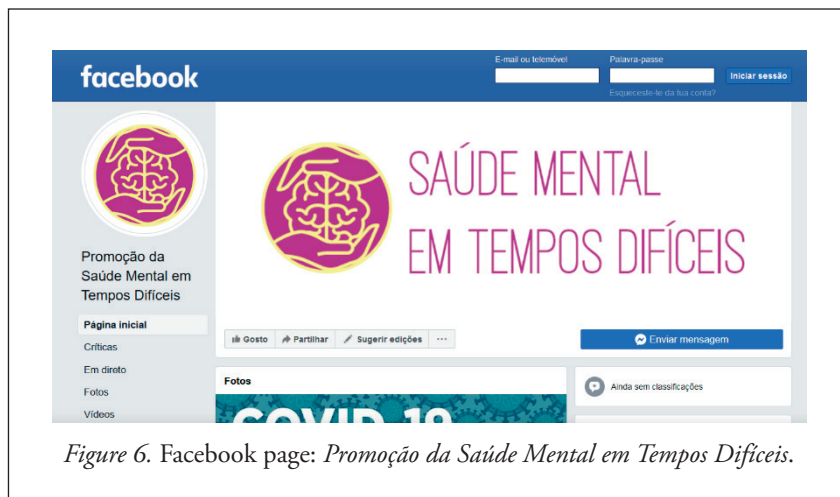 facebook
E-mail ou telemóvel
Palavra-passe
Iniciar sessão
Esqueceste-te da tua conta?
Promoção da
Saúde Mental em
Tempos Difíceis
Página inicial
Críticas
Em direto
Fotos
Vídeos
SAÚDE MENTAL
EM TEMPOS DIFÍCEIS
Gosto
Partilhar
Sugerir edições
Enviar mensagem
Fotos
COVID-19
Ainda sem classificações
Figure 6. Facebook page: Promoção da Saúde Mental em Tempos Difíceis.